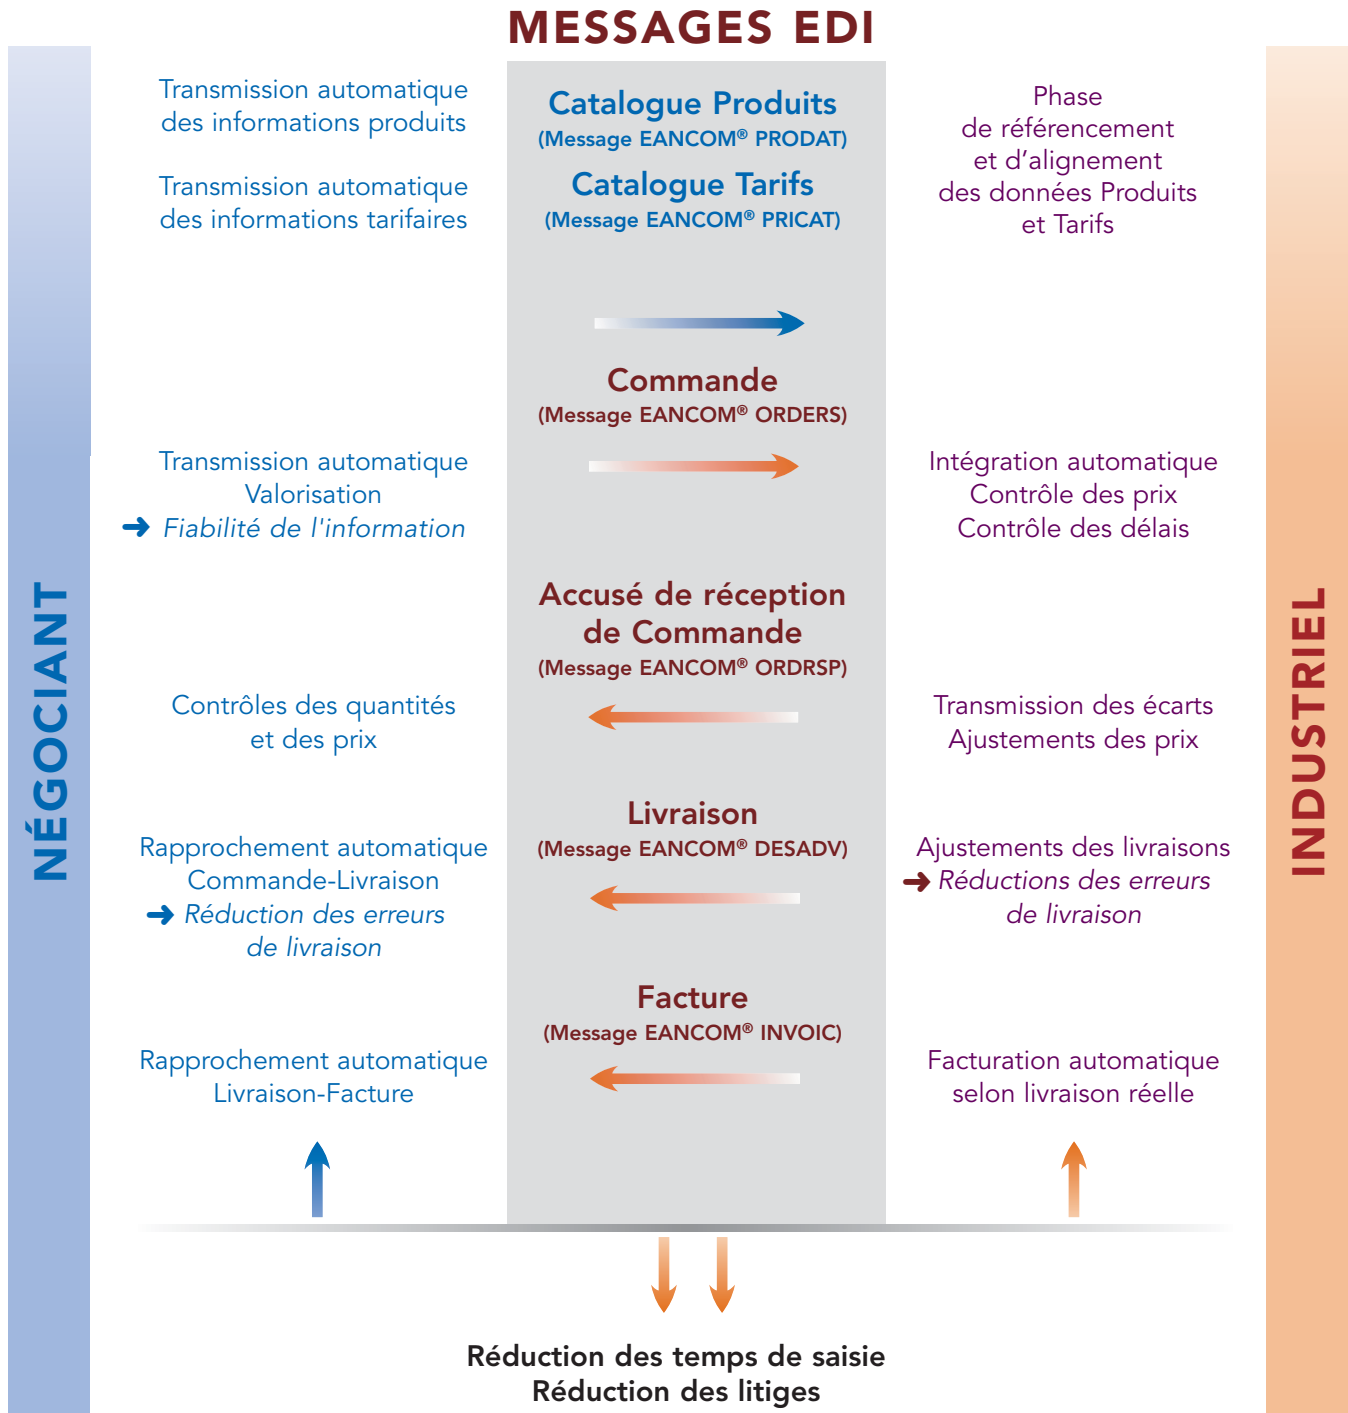 MESSAGES EDI
Transmission automatique
des informations produits
Transmission automatique
des informations tarifaires
Catalogue Produits
(Message EANCOM® PRODAT)
Catalogue Tarifs
(Message EANCOM® PRICAT)
Phase
de référencement
et d’alignement
des données Produits
et Tarifs
Commande
(Message EANCOM® ORDERS)
Transmission automatique
Valorisation
➜ Fiabilité de l'information
Intégration automatique
Contrôle des prix
Contrôle des délais
NÉGOCIANT
INDUSTRIEL
Accusé de réception
de Commande
(Message EANCOM® ORDRSP)
Contrôles des quantités
et des prix
Transmission des écarts
Ajustements des prix
Livraison
(Message EANCOM® DESADV)
Rapprochement automatique
Commande-Livraison
➜ Réduction des erreurs
de livraison
Ajustements des livraisons
➜ Réductions des erreurs
de livraison
Facture
(Message EANCOM® INVOIC)
Rapprochement automatique
Livraison-Facture
Facturation automatique
selon livraison réelle
Réduction des temps de saisie
Réduction des litiges